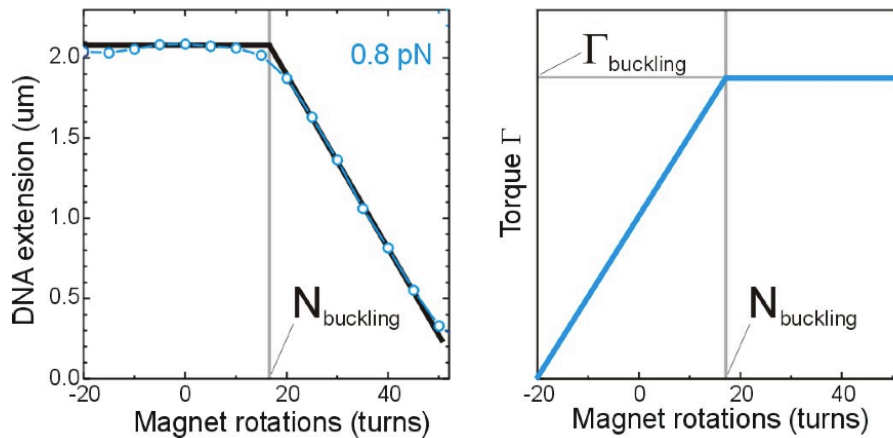 DNA extension (um)
2.0
1.5
1.0
0.5
0.0
0.8 pN
N buckling
-20 0 20 40
Magnet rotations (turns)
Torque Γ
Γ buckling
N buckling
-20 0 20 40
Magnet rotations (turns)